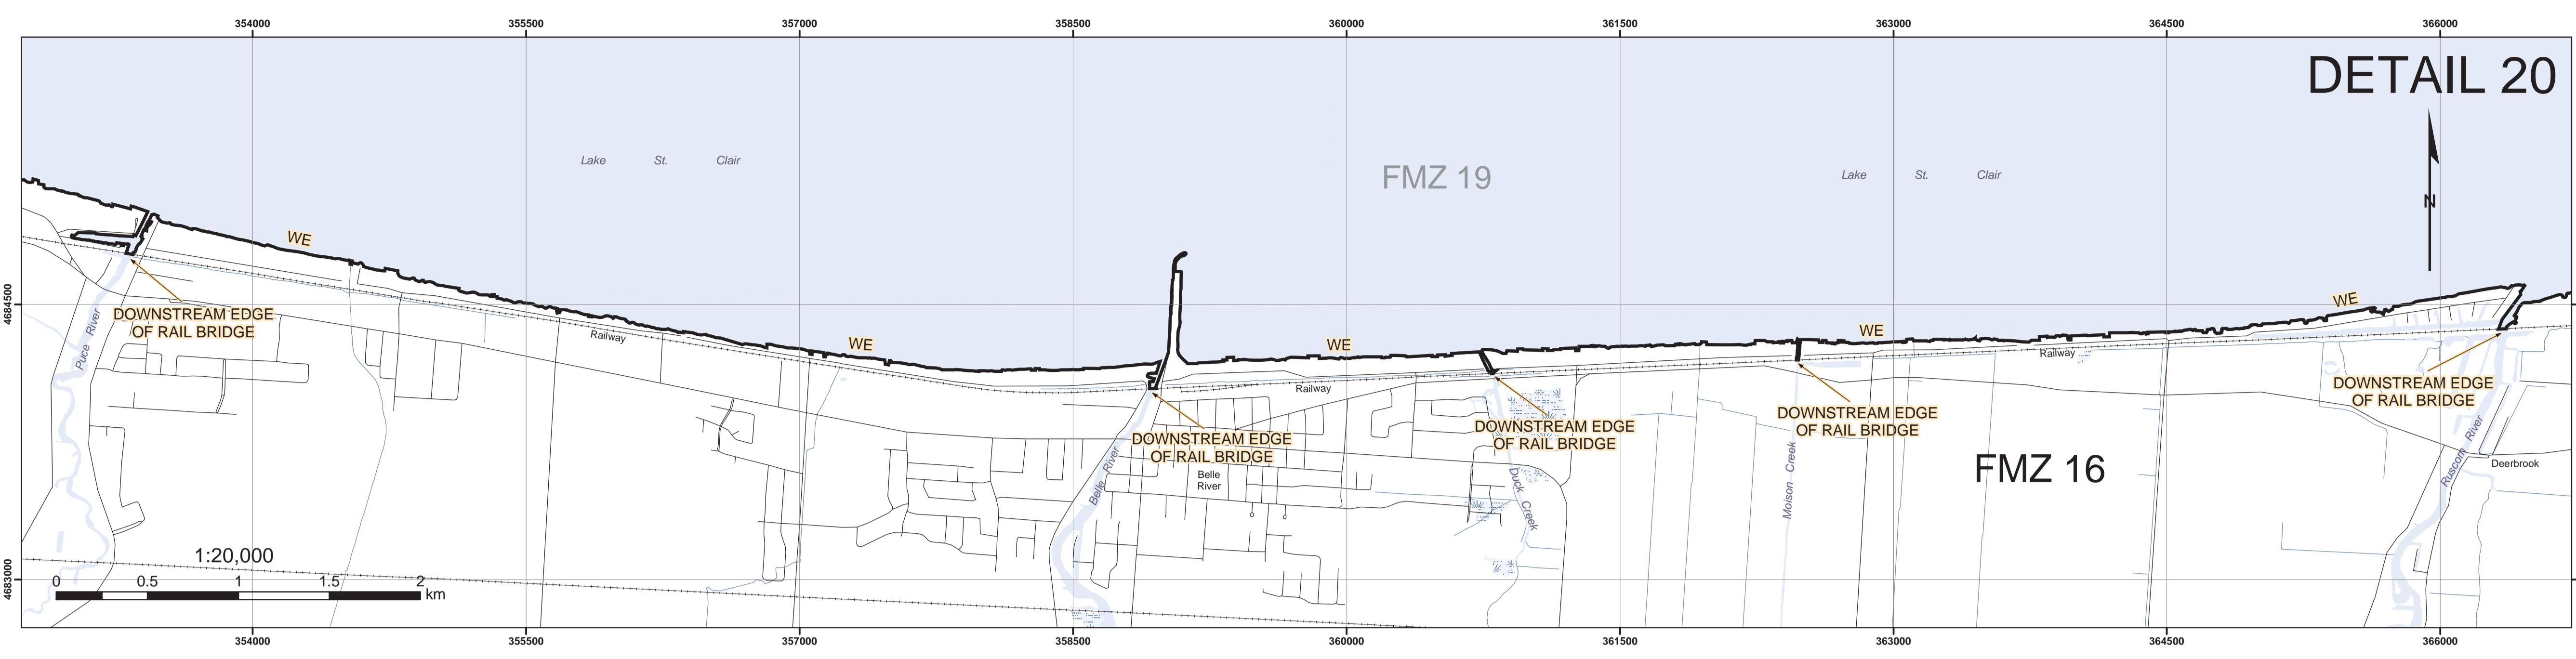 354000 355500 357000 358500 360000 361500 363000 364500 366000
DETAIL 20
N
Lake St. Clair
FMZ 19
Lake St. Clair
WE
4684500
WE
DOWNSTREAM EDGE
OF RAIL BRIDGE
Puce River
Railway
WE
WE
WE
Railway
Railway
DOWNSTREAM EDGE
OF RAIL BRIDGE
DOWNSTREAM EDGE
OF RAIL BRIDGE
DOWNSTREAM EDGE
OF RAIL BRIDGE
DOWNSTREAM EDGE
OF RAIL BRIDGE
Belle River
Belle
River
Duck Creek
Moison Creek
FMZ 16
Ruscom River
Deerbrook
1:20,000
0 0.5 1 1.5 2
km
4683000
354000 355500 357000 358500 360000 361500 363000 364500 366000